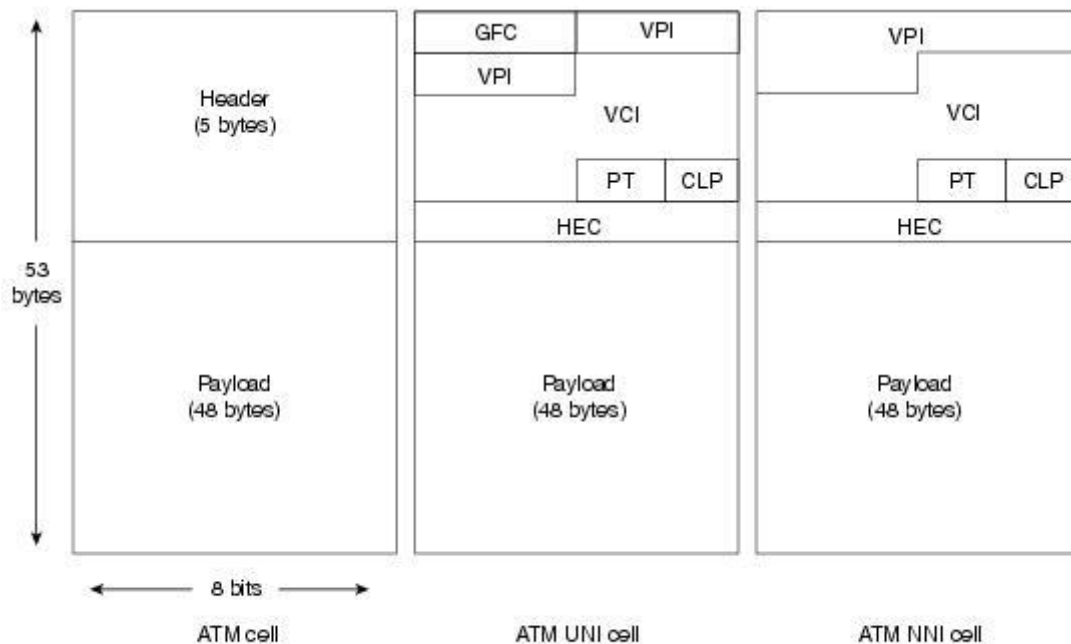 GFC
VPI
VPI
VCI
PT
CLP
HEC
VPI
VCI
PT
CLP
HEC
Header
(5 bytes)
53
bytes
Payload
(48 bytes)
Payload
(48 bytes)
Payload
(48 bytes)
8 bits
ATM cell
ATM UNI cell
ATM NNI cell